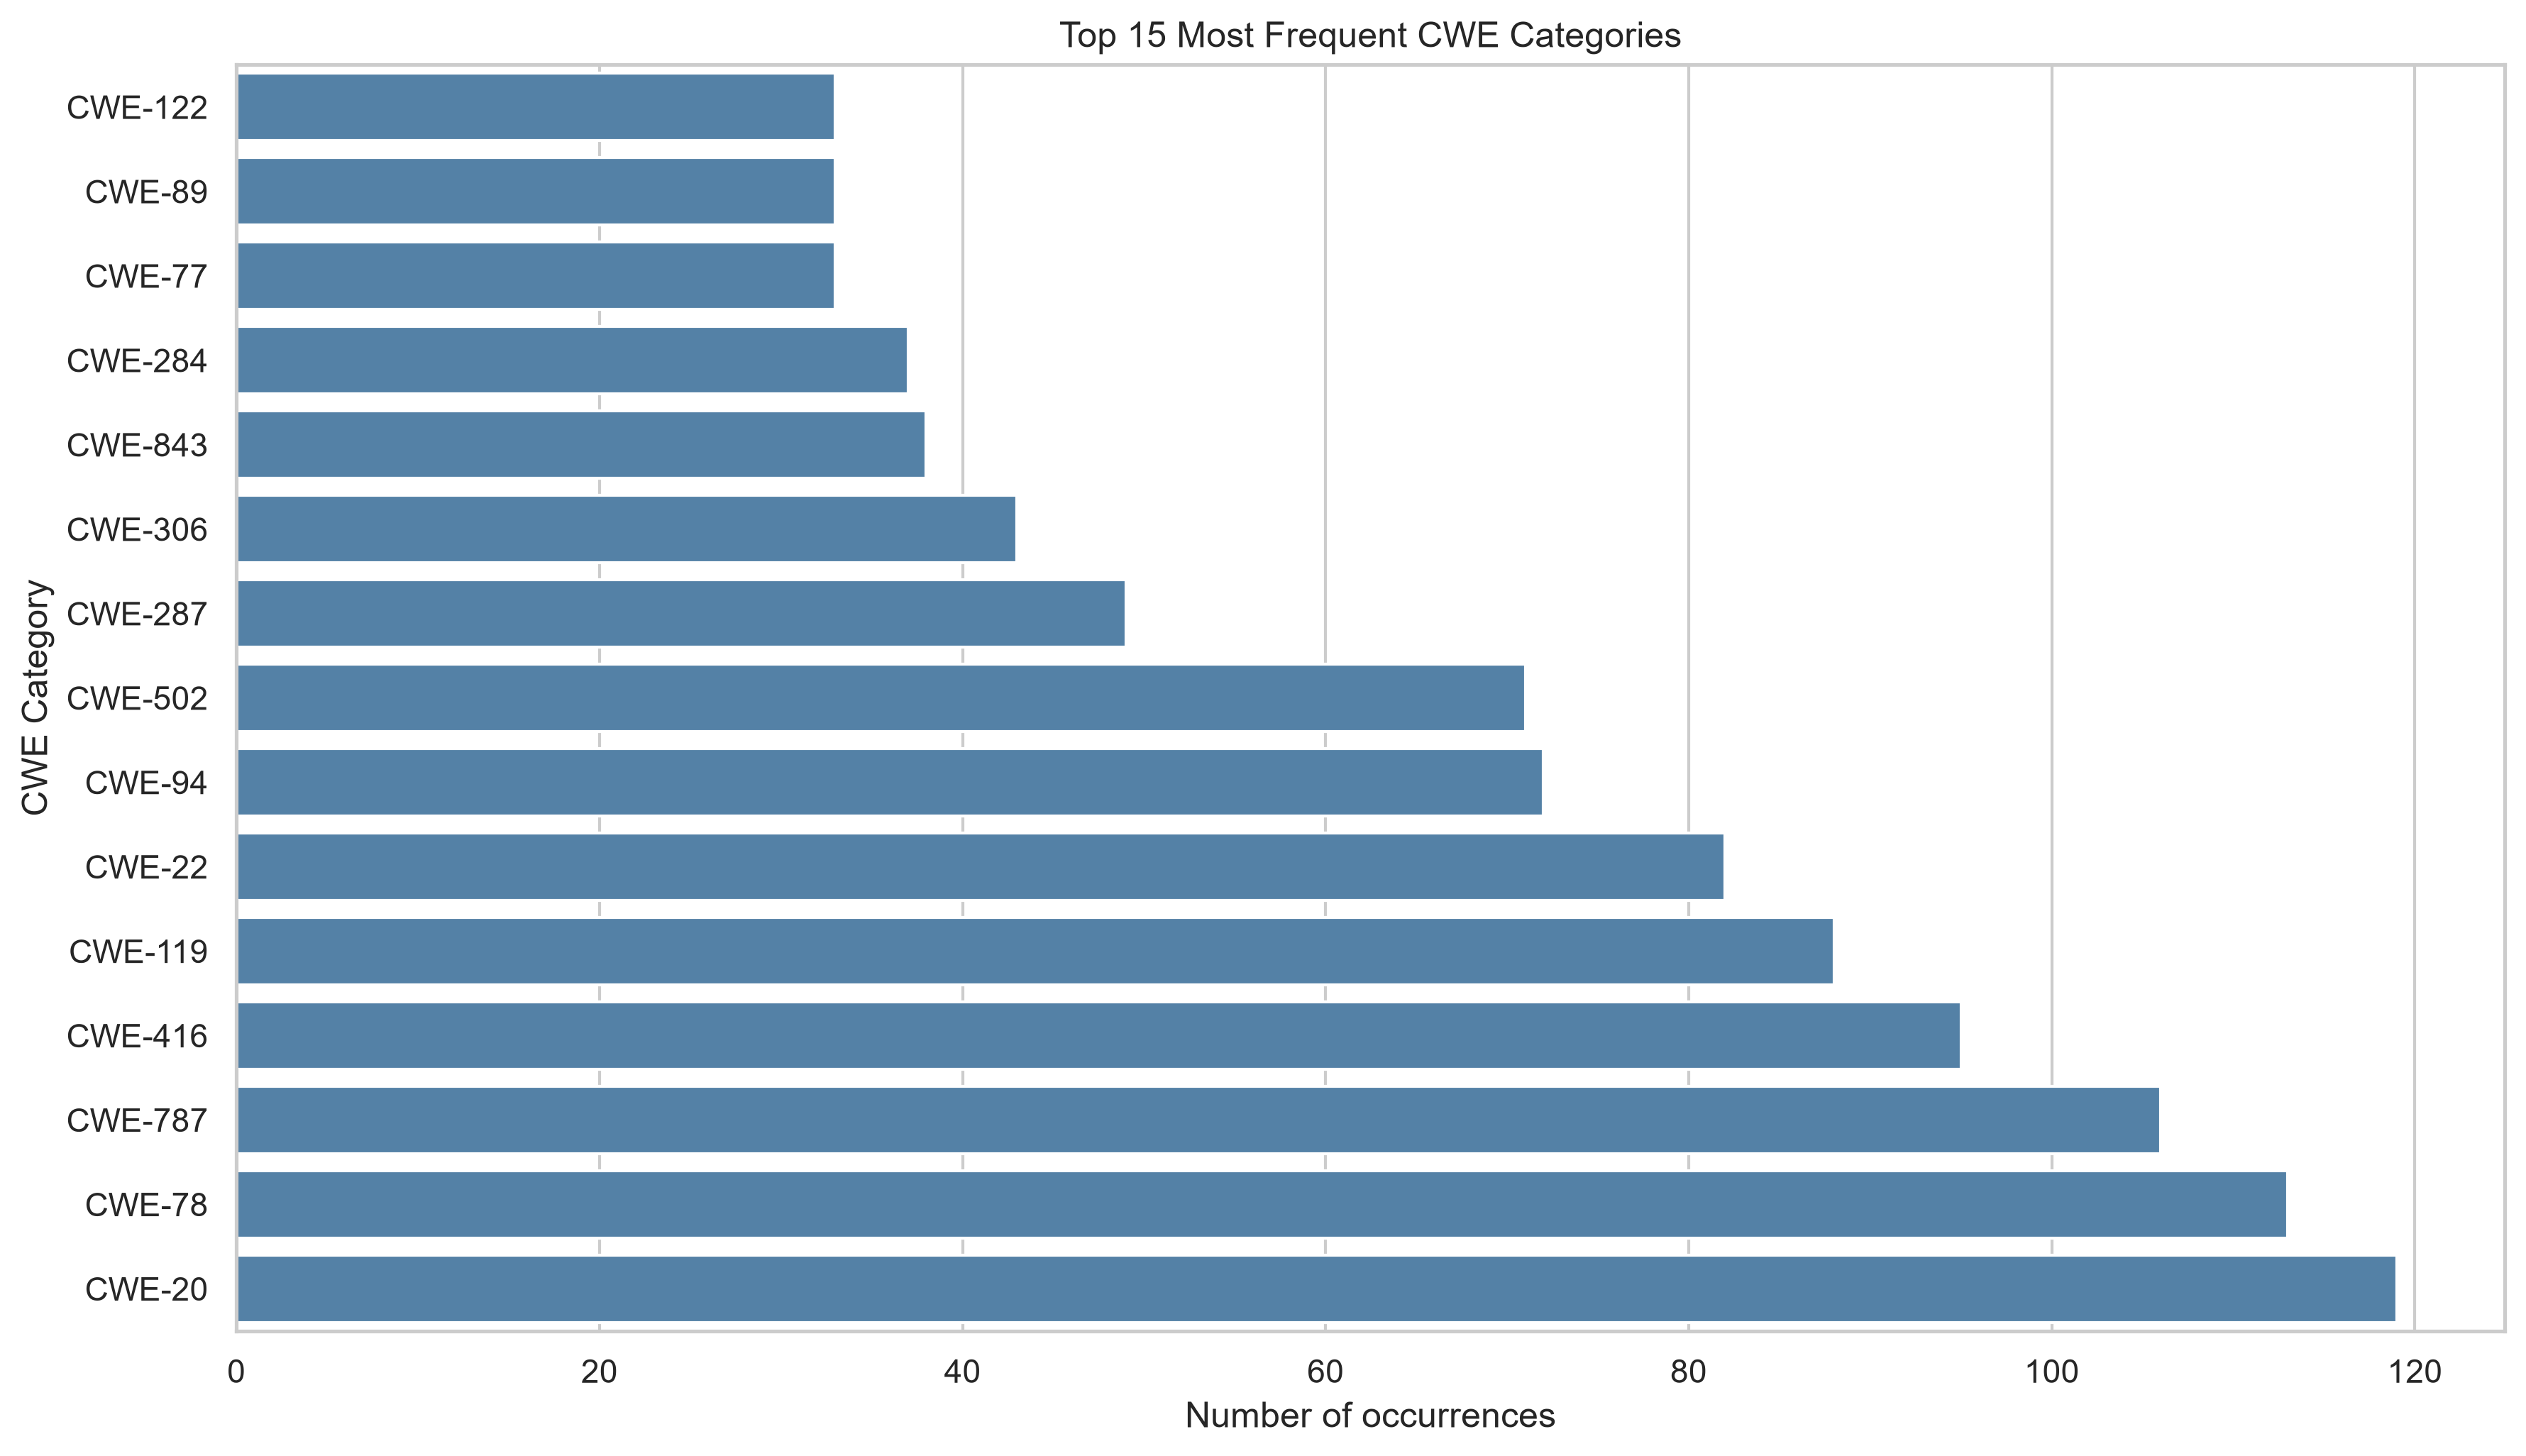 Top 15 Most Frequent CWE Categories
CWE Category
CWE-122
CWE-89
CWE-77
CWE-284
CWE-843
CWE-306
CWE-287
CWE-502
CWE-94
CWE-22
CWE-119
CWE-416
CWE-787
CWE-78
CWE-20
0 20 40 60 80 100 120
Number of occurrences